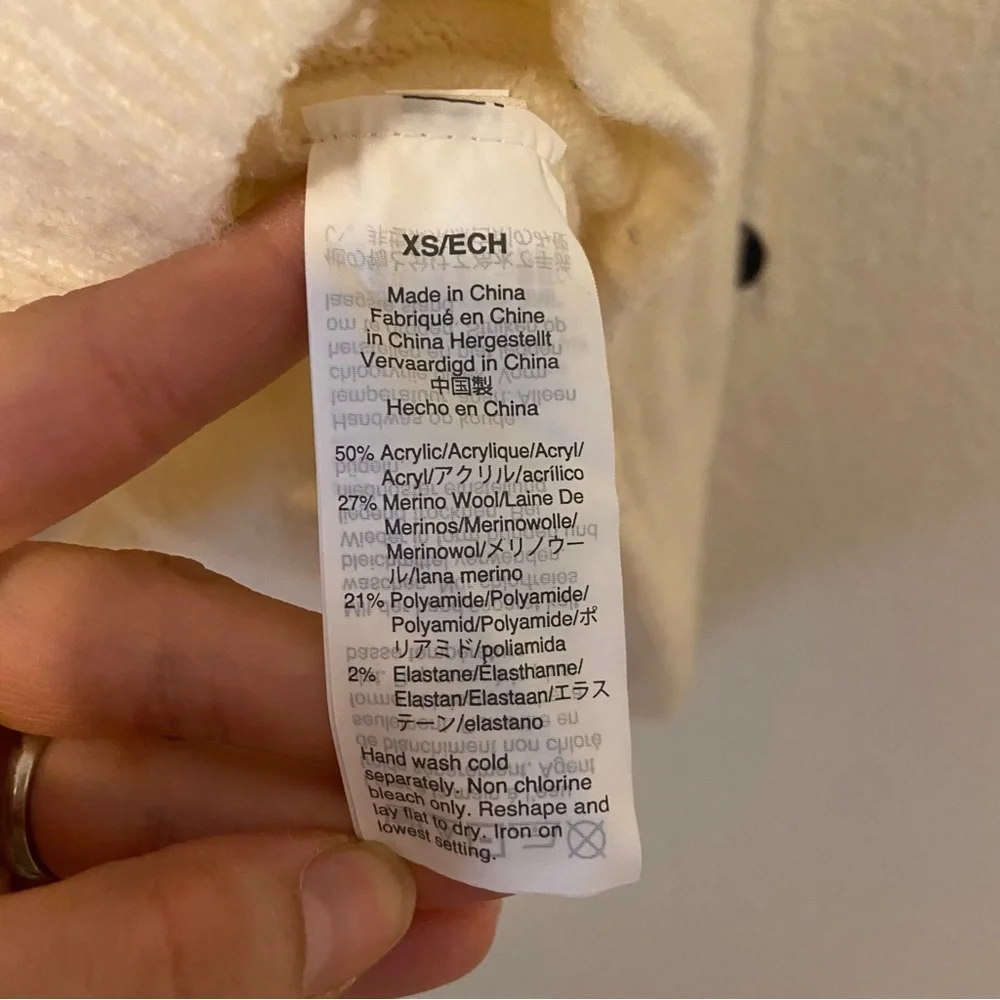 XS/ECH
Made in China
Fabriqué en Chine
in China Hergestellt
Vervaardigd in China
中国製
Hecho en China
50% Acrylic/Acrylique/Acryl/
Acryl/アクリル/acrílico
27% Merino Wool/Laine De
Merinos/Merinowolle/
Merinowol/メリノウー
ル/lana merino
21% Polyamide/Polyamide/
Polyamid/Polyamide/ポ
リアミド/poliamida
2% Elastane/Élasthanne/
Elastan/Elastaan/エラス
テーン/elastano
Hand wash cold
separately. Non chlorine
bleach only. Reshape and
lay flat to dry. Iron on
lowest setting.